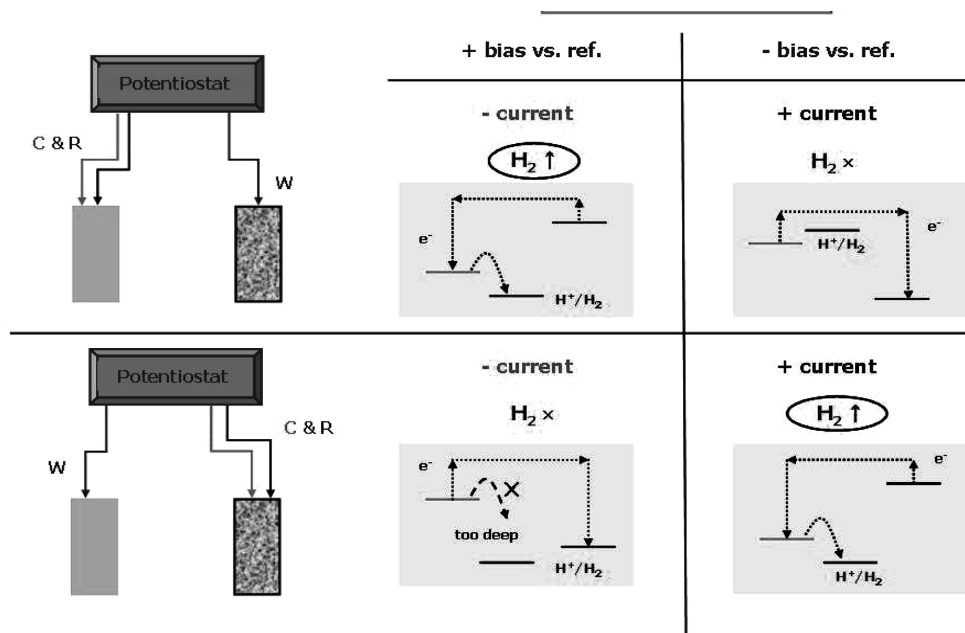 + bias vs. ref.
- bias vs. ref.
Potentiostat
C & R
W
- current
H₂ ↑
e⁻
H⁺/H₂
+ current
H₂ ×
H⁺/H₂
e⁻
Potentiostat
W
C & R
- current
H₂ ×
e⁻
×
too deep
H⁺/H₂
+ current
H₂ ↑
e⁻
H⁺/H₂